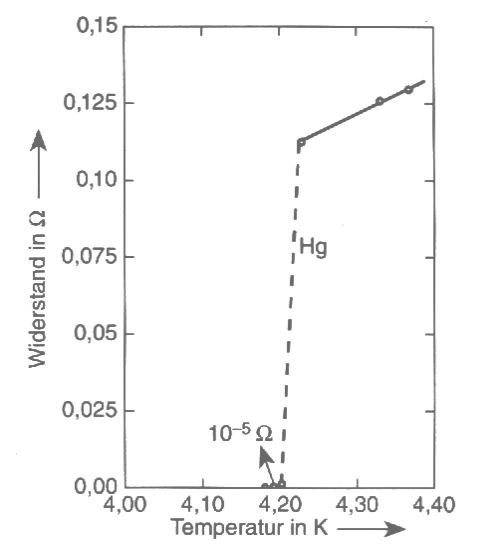 0,15
0,125
0,10
0,075
0,05
0,025
0,00
Widerstand in Ω
Hg
10⁻⁵ Ω
4,00 4,10 4,20 4,30 4,40
Temperatur in K